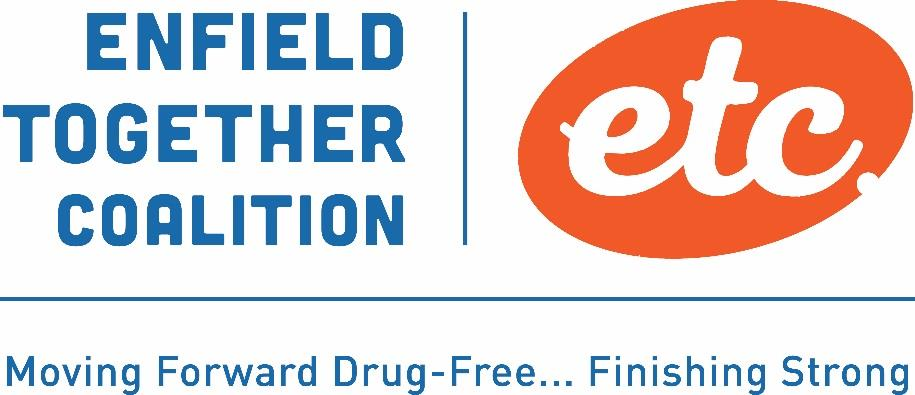 ENFIELD
TOGETHER
COALITION
etc.
Moving Forward Drug-Free... Finishing Strong